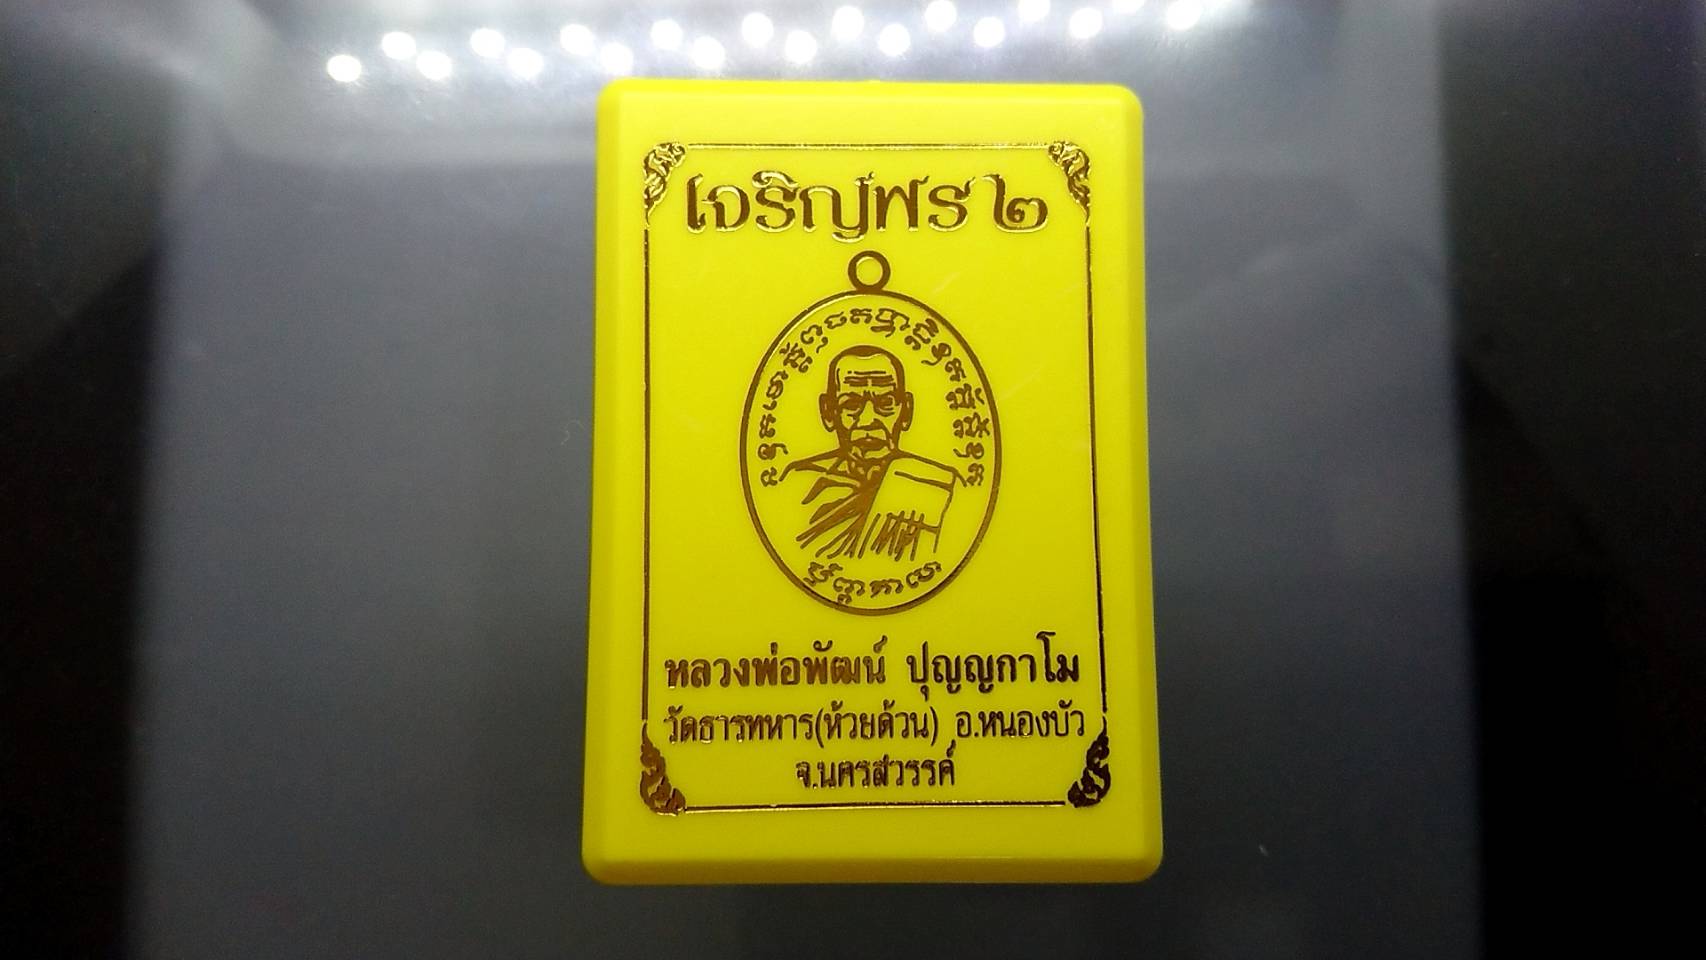 เจริญพร ๒
หลวงพ่อพัฒน์ ปุญญกาโม
วัดธารทหาร(ห้วยด้วน) อ.หนองบัว
จ.นครสวรรค์